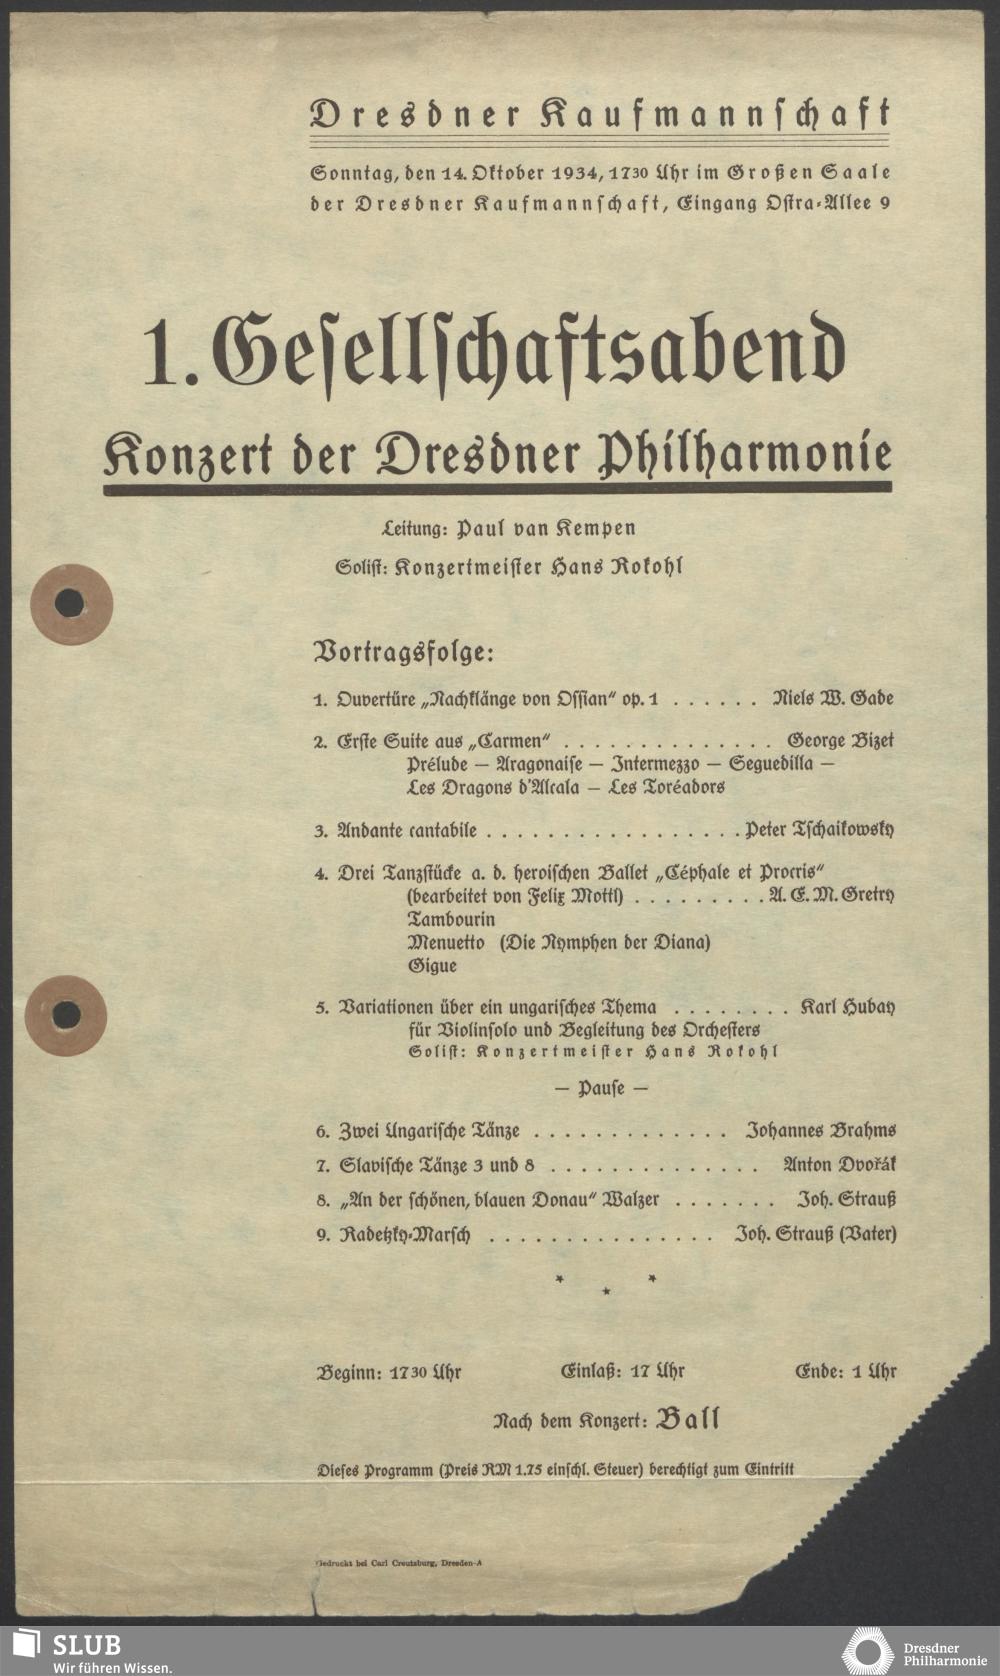 Dresdner Kaufmannschaft
Sonntag, den 14. Oktober 1934, 1730 Uhr im Großen Saale
der Dresdner Kaufmannschaft, Eingang Ostra-Allee 9
1. Gesellschaftsabend
Konzert der Dresdner Philharmonie
Leitung: Paul van Kempen
Solist: Konzertmeister Hans Rokohl
Vortragsfolge:
1. Ouvertüre „Nachklänge von Ossian“ op. 1 . . . . . . Niels W. Gade
2. Erste Suite aus „Carmen“ . . . . . . . . . . . . . . George Bizet
Prélude — Aragonaise — Intermezzo — Seguedilla —
Les Dragons d'Alcala — Les Toréadors
3. Andante cantabile . . . . . . . . . . . . . . . . . Peter Tschaikowsky
4. Drei Tanzstücke a. d. heroischen Ballet „Céphale et Procris“
(bearbeitet von Felix Mottl) . . . . . . . . . A. E. M. Gretry
Tambourin
Menuetto (Die Nymphen der Diana)
Gigue
5. Variationen über ein ungarisches Thema . . . . . . . . Karl Hubay
für Violinsolo und Begleitung des Orchesters
Solist: Konzertmeister Hans Rokohl
— Pause —
6. Zwei Ungarische Tänze . . . . . . . . . . . . . Johannes Brahms
7. Slavische Tänze 3 und 8 . . . . . . . . . . . . . . Anton Dvořák
8. „An der schönen, blauen Donau“ Walzer . . . . . . . Joh. Strauß
9. Radetzky-Marsch . . . . . . . . . . . . . . . Joh. Strauß (Vater)
Beginn: 1730 Uhr Einlaß: 17 Uhr Ende: 1 Uhr
Nach dem Konzert: Ball
Dieses Programm (Preis RM 1.75 einschl. Steuer) berechtigt zum Eintritt
Gedruckt bei Carl Creutzburg, Dresden-A
SLUB
Wir führen Wissen.
Dresdner
Philharmonie